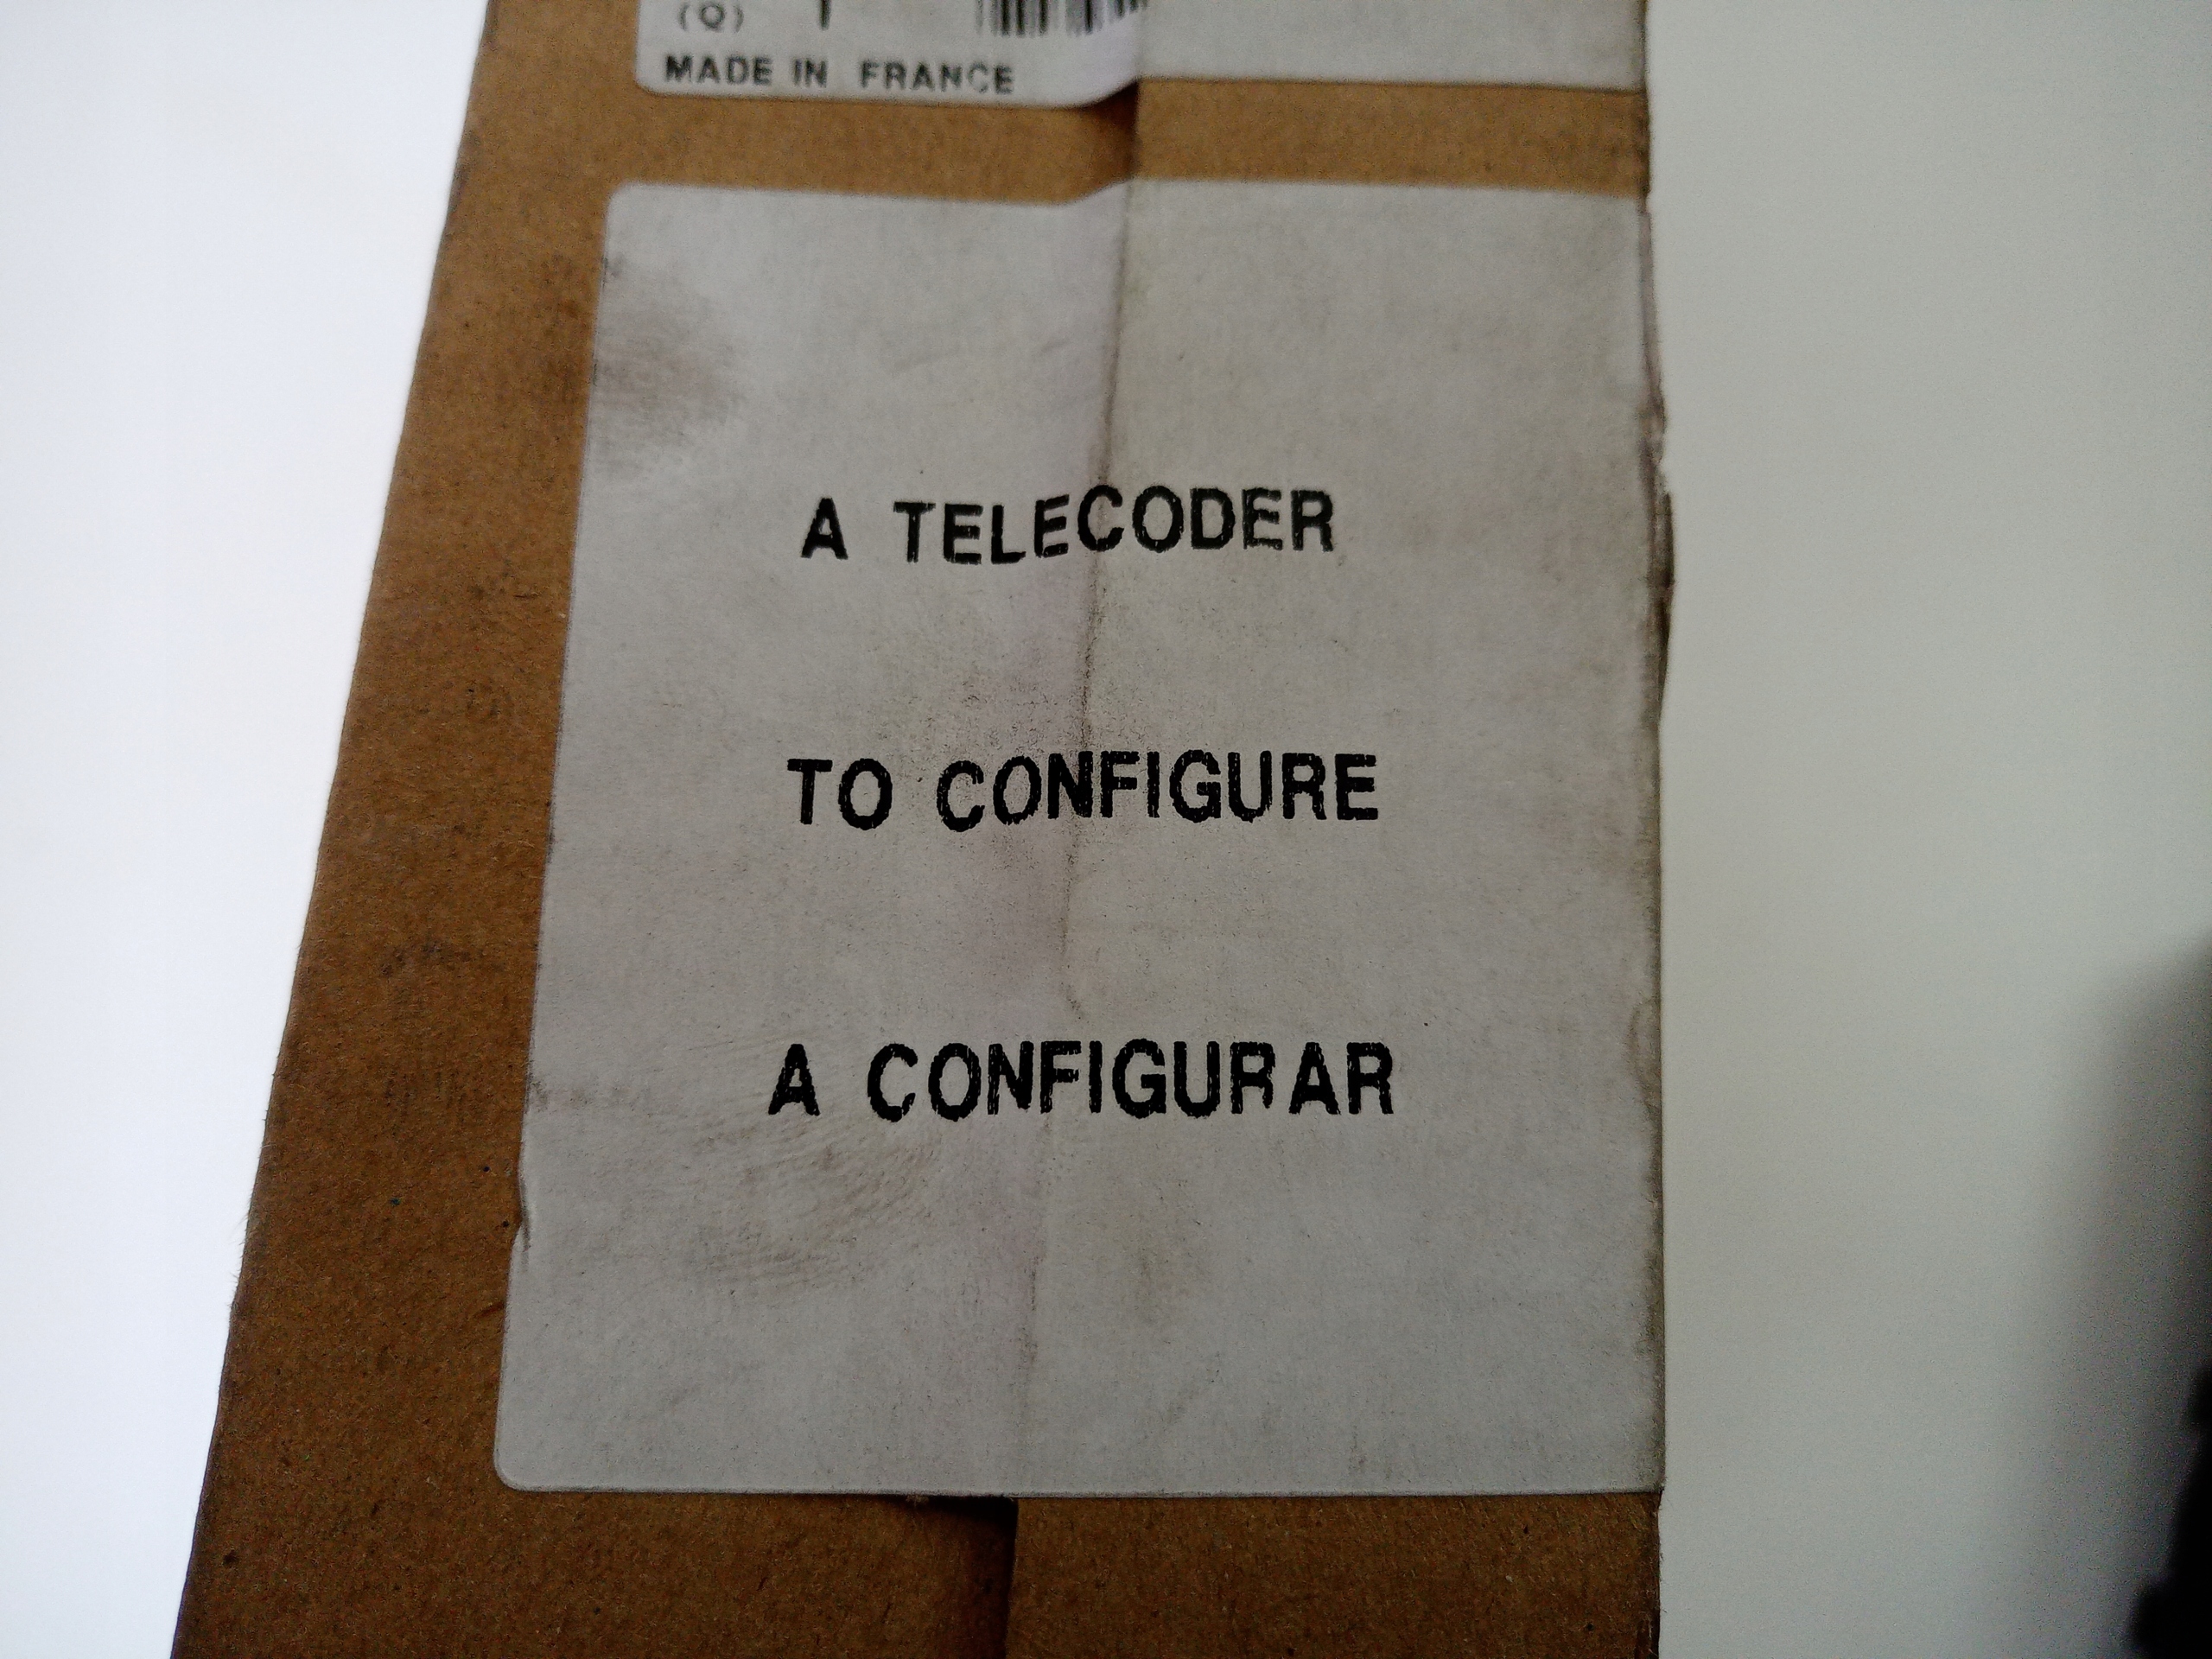 (Q) 1
MADE IN FRANCE
A TELECODER
TO CONFIGURE
A CONFIGURAR